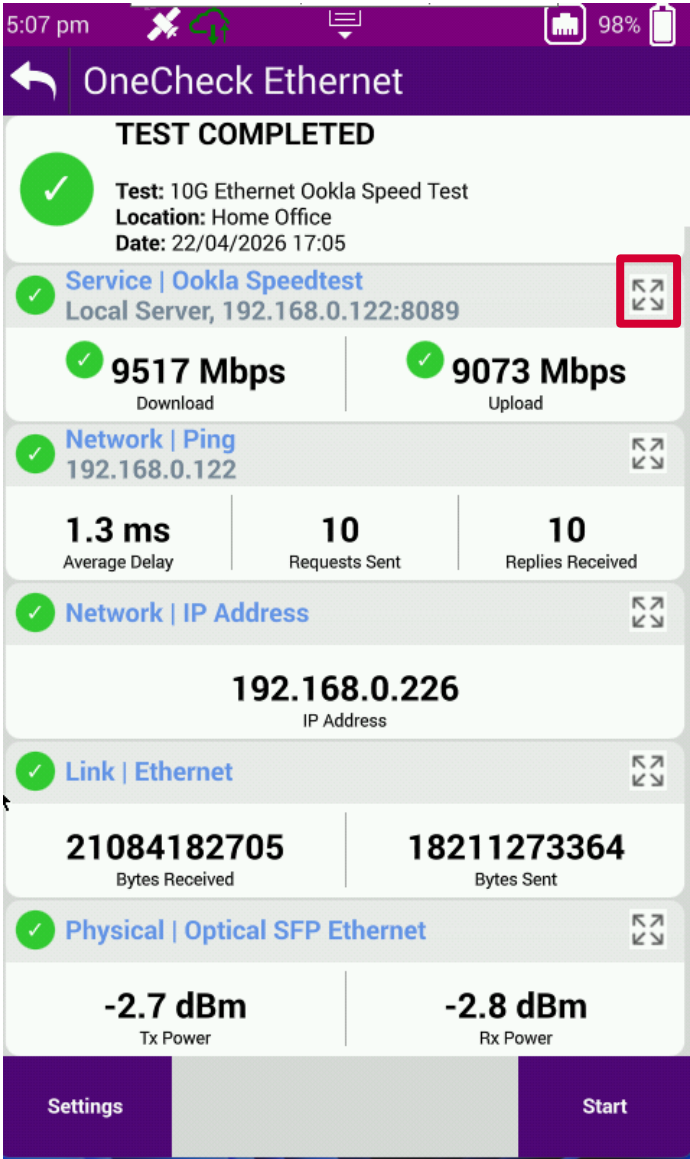 5:07 pm
98%
OneCheck Ethernet
TEST COMPLETED
Test: 10G Ethernet Ookla Speed Test
Location: Home Office
Date: 22/04/2026 17:05
Service | Ookla Speedtest
Local Server, 192.168.0.122:8089
9517 Mbps
Download
9073 Mbps
Upload
Network | Ping
192.168.0.122
1.3 ms
Average Delay
10
Requests Sent
10
Replies Received
Network | IP Address
192.168.0.226
IP Address
Link | Ethernet
21084182705
Bytes Received
18211273364
Bytes Sent
Physical | Optical SFP Ethernet
-2.7 dBm
Tx Power
-2.8 dBm
Rx Power
Settings
Start